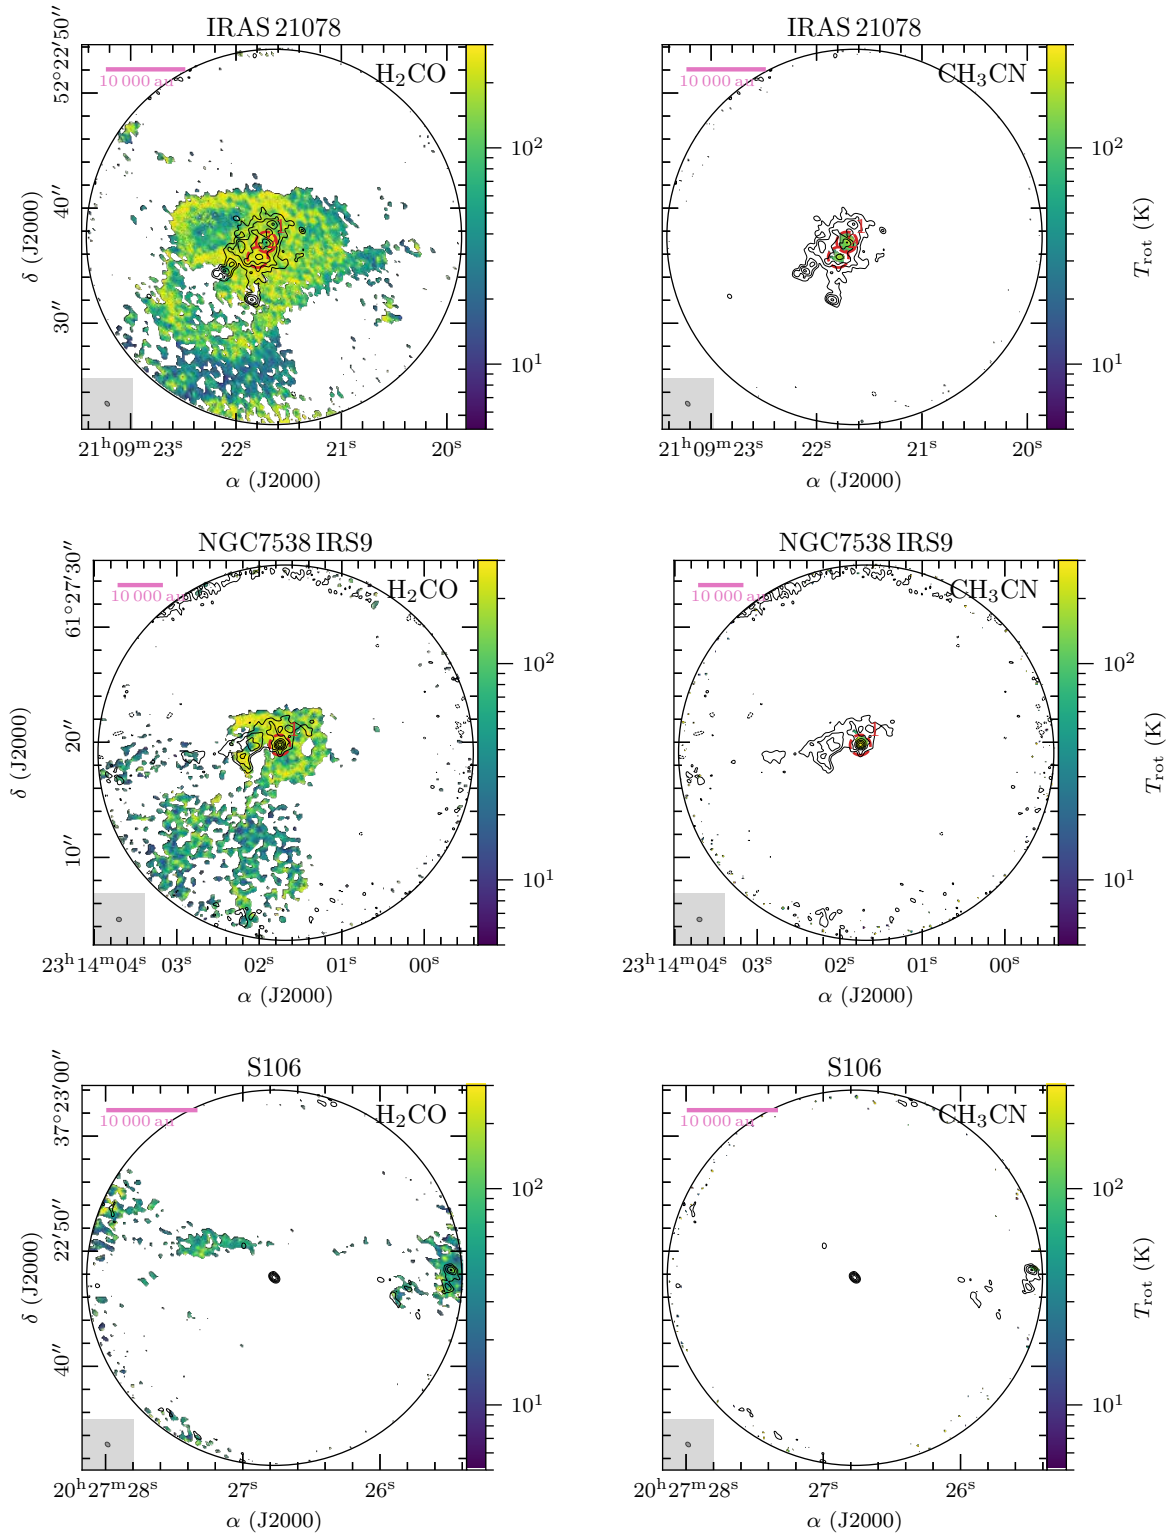 IRAS 21078
H₂CO
10 000 au
52°22′50″
40″
30″
δ (J2000)
21ʰ09ᵐ23ˢ 22ˢ 21ˢ 20ˢ
α (J2000)
10²
10¹
IRAS 21078
CH₃CN
10 000 au
21ʰ09ᵐ23ˢ 22ˢ 21ˢ 20ˢ
α (J2000)
10²
10¹
T_rot (K)
NGC7538 IRS9
H₂CO
10 000 au
61°27′30″
20″
10″
δ (J2000)
23ʰ14ᵐ04ˢ 03ˢ 02ˢ 01ˢ 00ˢ
α (J2000)
10²
10¹
NGC7538 IRS9
CH₃CN
10 000 au
23ʰ14ᵐ04ˢ 03ˢ 02ˢ 01ˢ 00ˢ
α (J2000)
10²
10¹
T_rot (K)
S106
H₂CO
10 000 au
37°23′00″
22′50″
40″
δ (J2000)
20ʰ27ᵐ28ˢ 27ˢ 26ˢ
α (J2000)
10²
10¹
S106
CH₃CN
10 000 au
20ʰ27ᵐ28ˢ 27ˢ 26ˢ
α (J2000)
10²
10¹
T_rot (K)